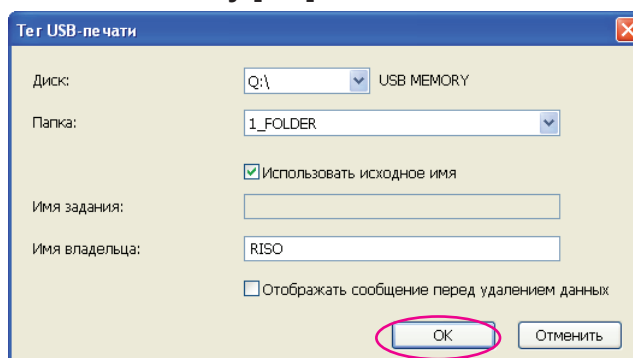 Тег USB-печати
Диск: Q:\ USB MEMORY
Папка: 1_FOLDER
Использовать исходное имя
Имя задания:
Имя владельца: RISO
Отображать сообщение перед удалением данных
OK Отменить